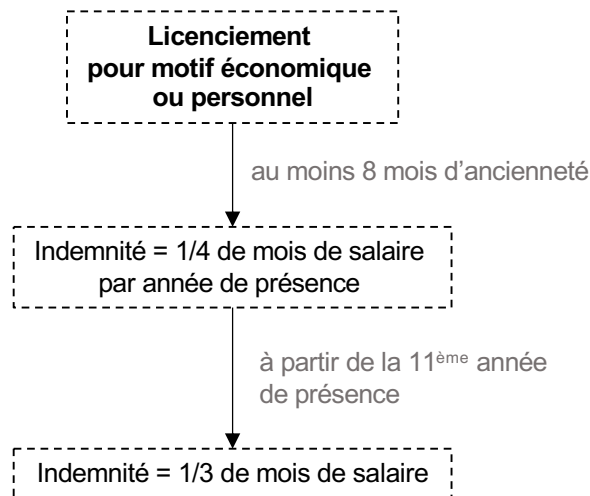 Licenciement
pour motif économique
ou personnel
au moins 8 mois d’ancienneté
Indemnité = 1/4 de mois de salaire
par année de présence
à partir de la 11ème année
de présence
Indemnité = 1/3 de mois de salaire